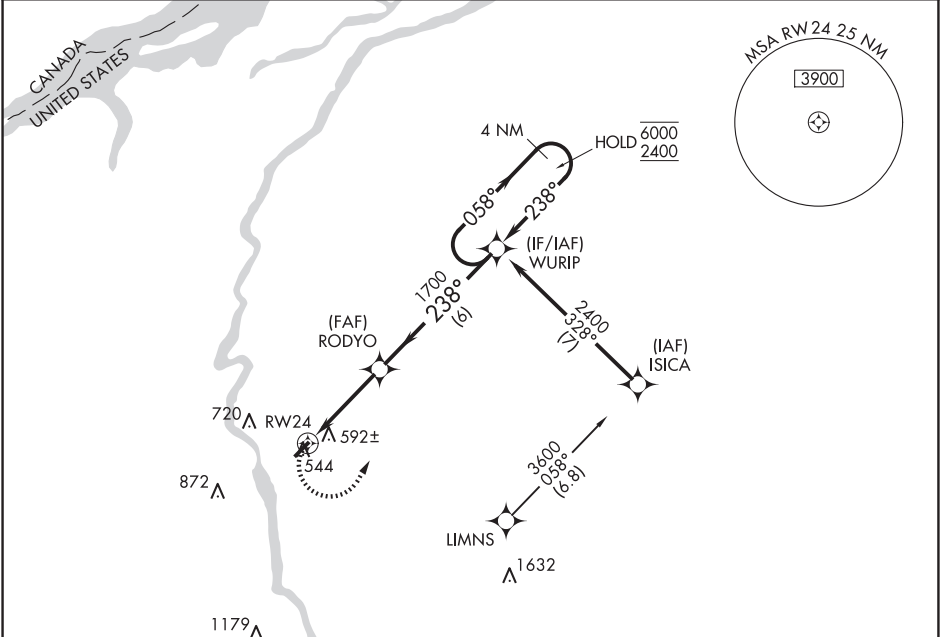 CANADA
UNITED STATES
MSA RW24 25 NM
3900
4 NM
HOLD 6000
2400
058°
238°
(IF/IAF)
WURIP
1700
238°
(6)
2400
328°
(7)
(FAF)
RODYO
(IAF)
ISICA
720
RW24
592±
544
872
3600
058°
(6.8)
LIMNS
1632
1179